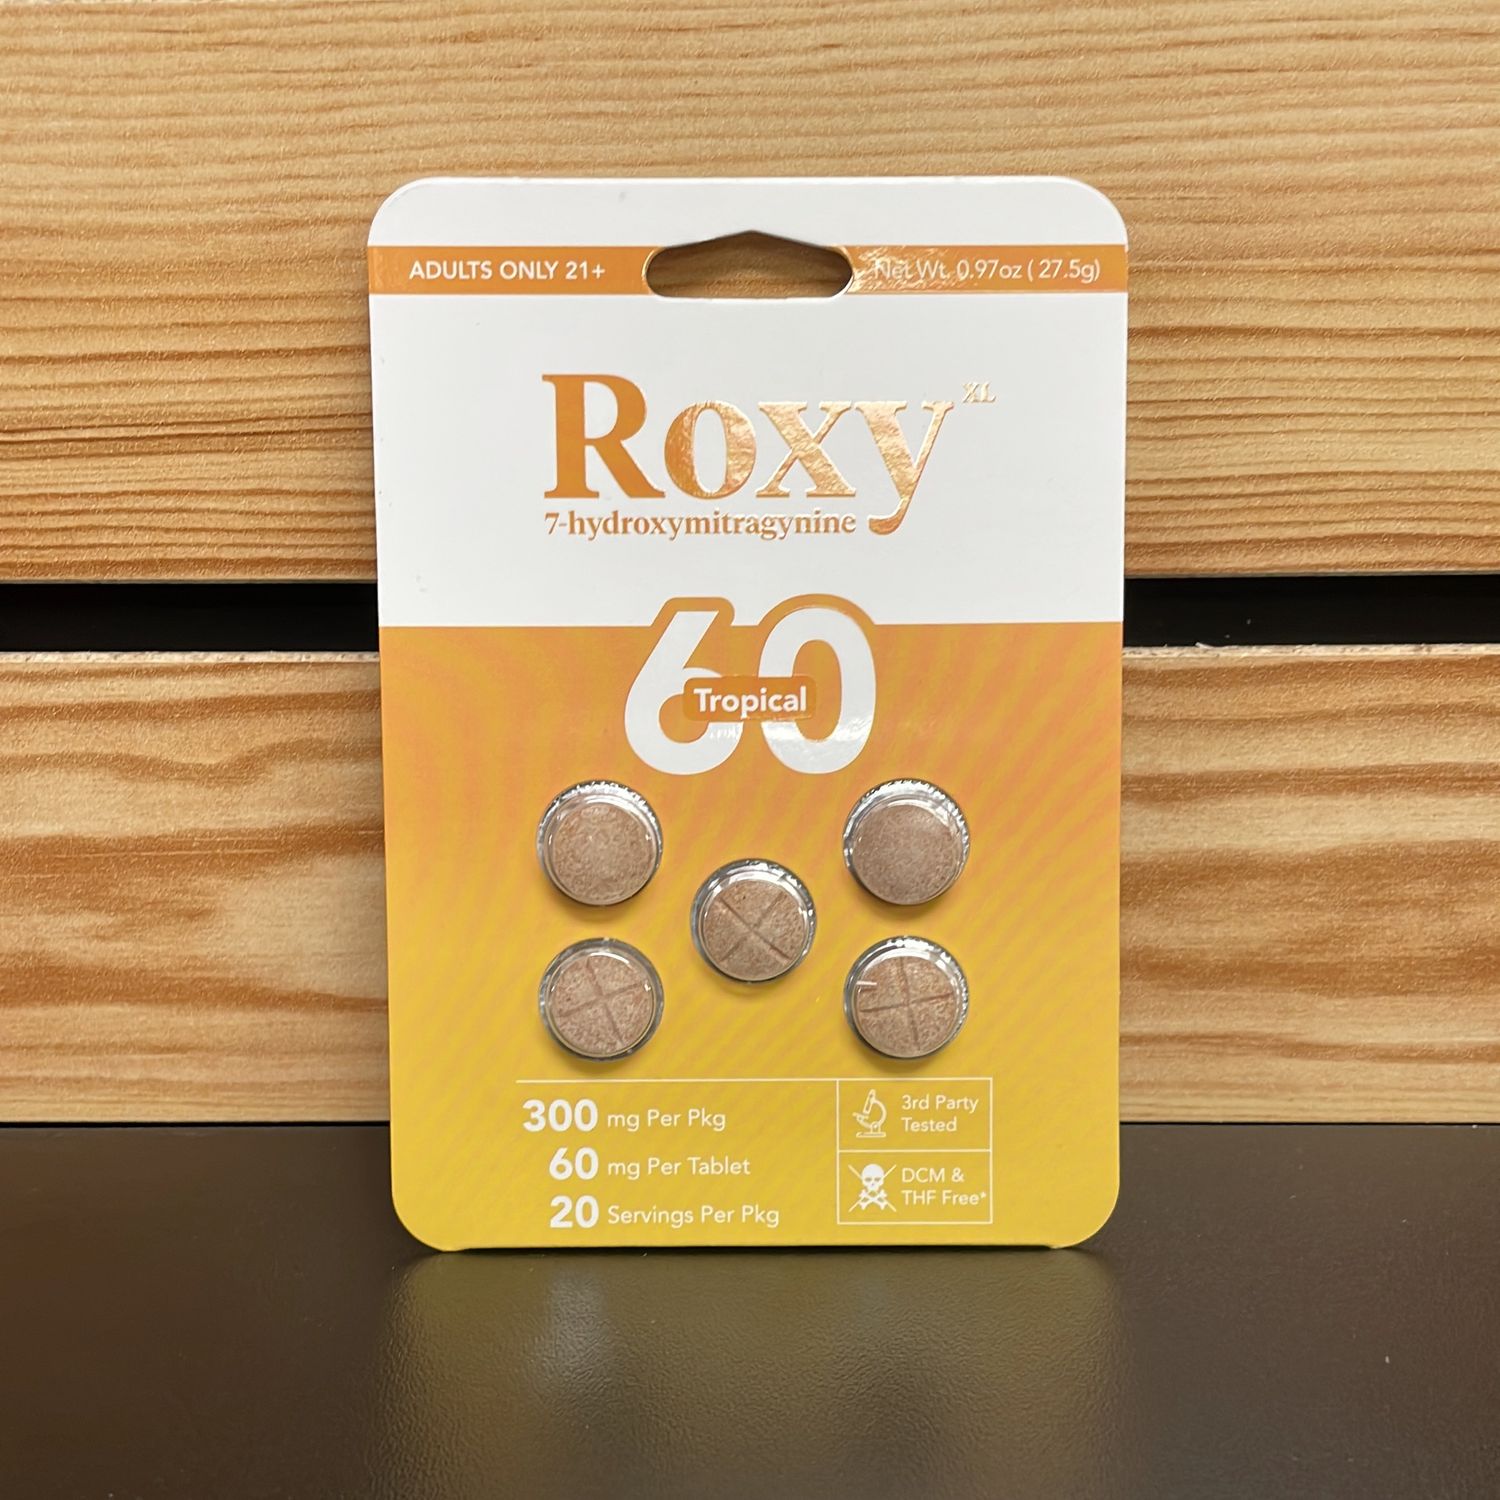 ADULTS ONLY 21+
Net Wt. 0.97oz ( 27.5g)
Roxy XL
7-hydroxymitragynine
60
Tropical
300 mg Per Pkg
60 mg Per Tablet
20 Servings Per Pkg
3rd Party
Tested
DCM &
THF Free*